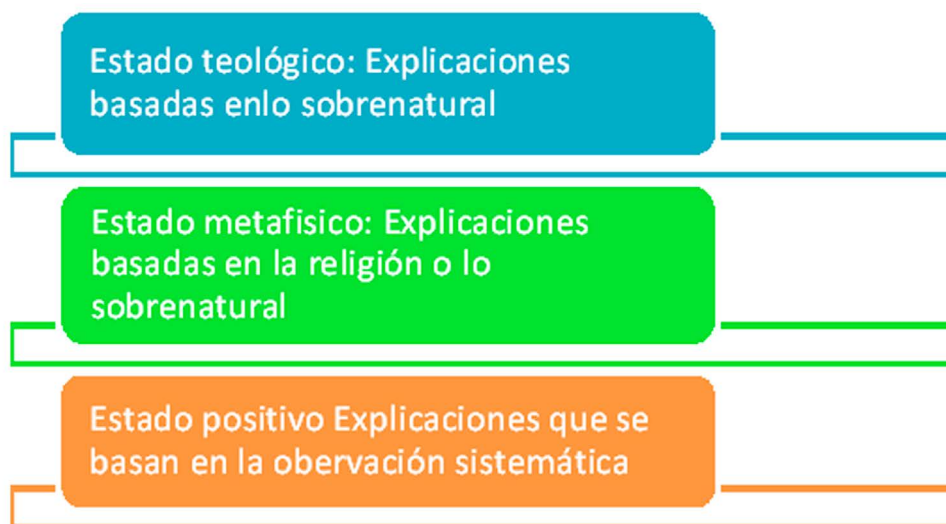 Estado teológico: Explicaciones
basadas enlo sobrenatural
Estado metafisico: Explicaciones
basadas en la religión o lo
sobrenatural
Estado positivo Explicaciones que se
basan en la obervación sistemática